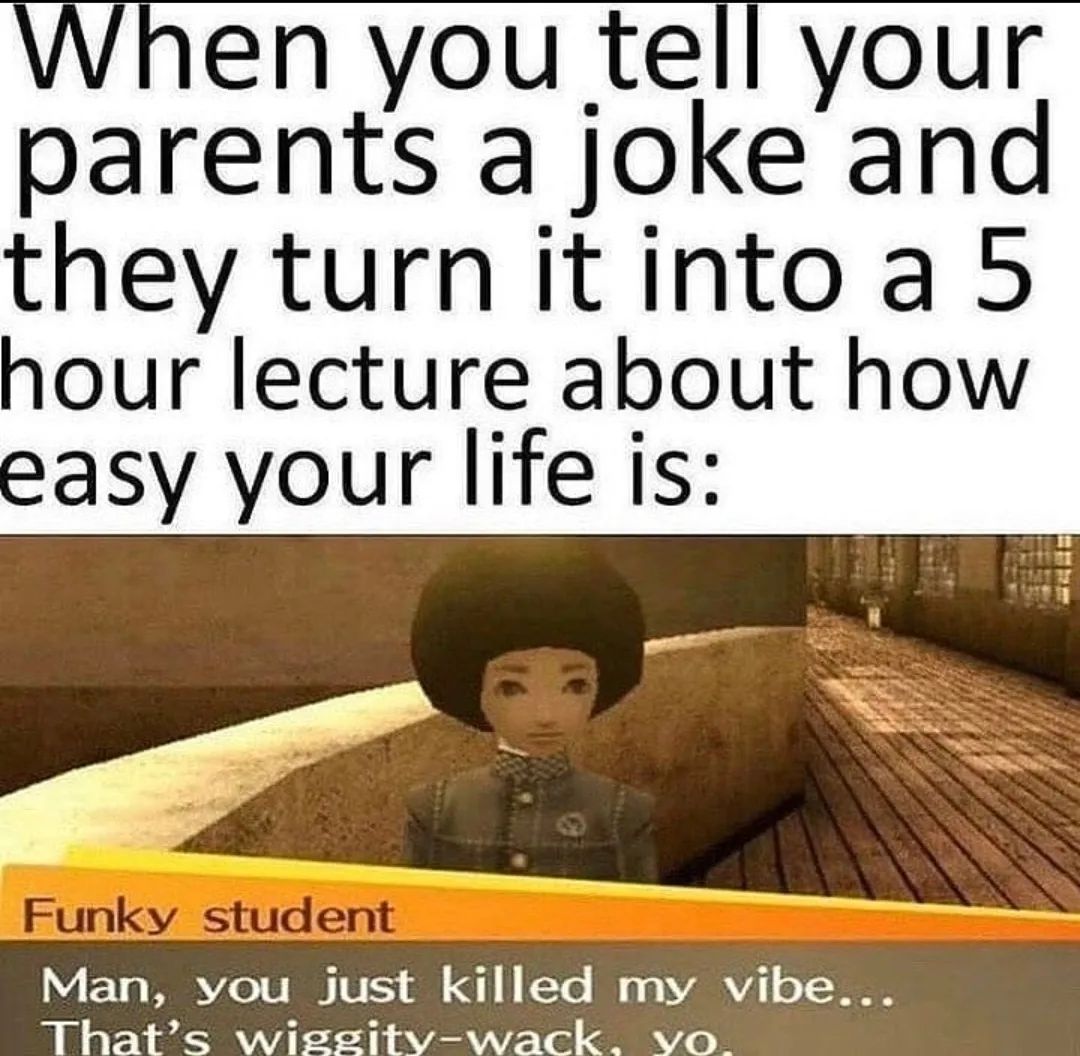 When you tell your
parents a joke and
they turn it into a 5
hour lecture about how
easy your life is:
Funky student
Man, you just killed my vibe...
That's wiggity-wack, yo.